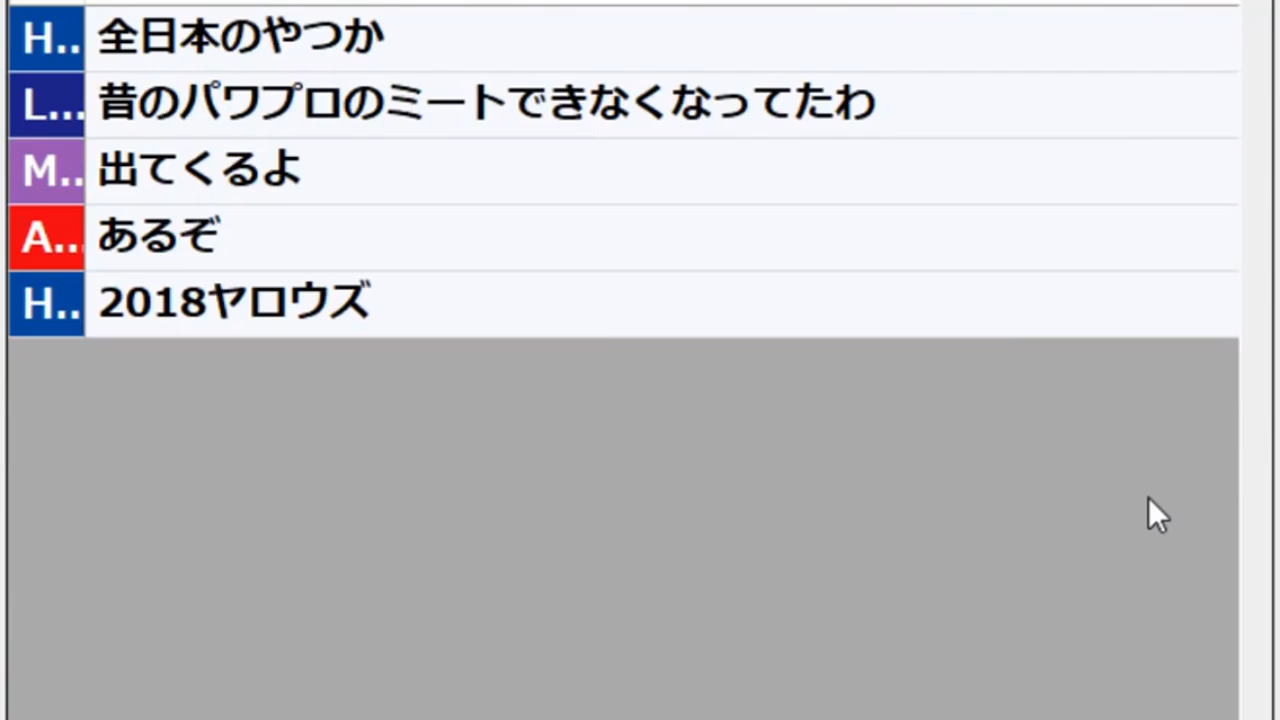 H.. 全日本のやつか
L... 昔のパワプロのミートできなくなってたわ
M.. 出てくるよ
A... あるぞ
H.. 2018ヤロウズ